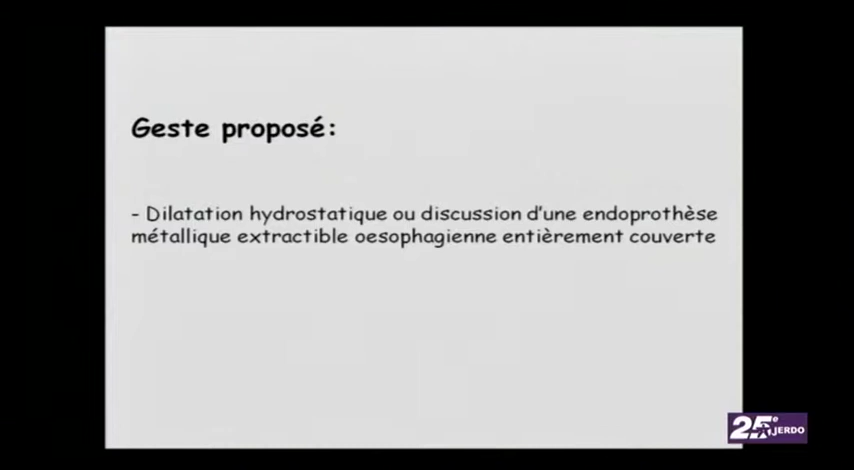 Geste proposé:
- Dilatation hydrostatique ou discussion d'une endoprothèse
métallique extractible oesophagienne entièrement couverte
25e
JERDO